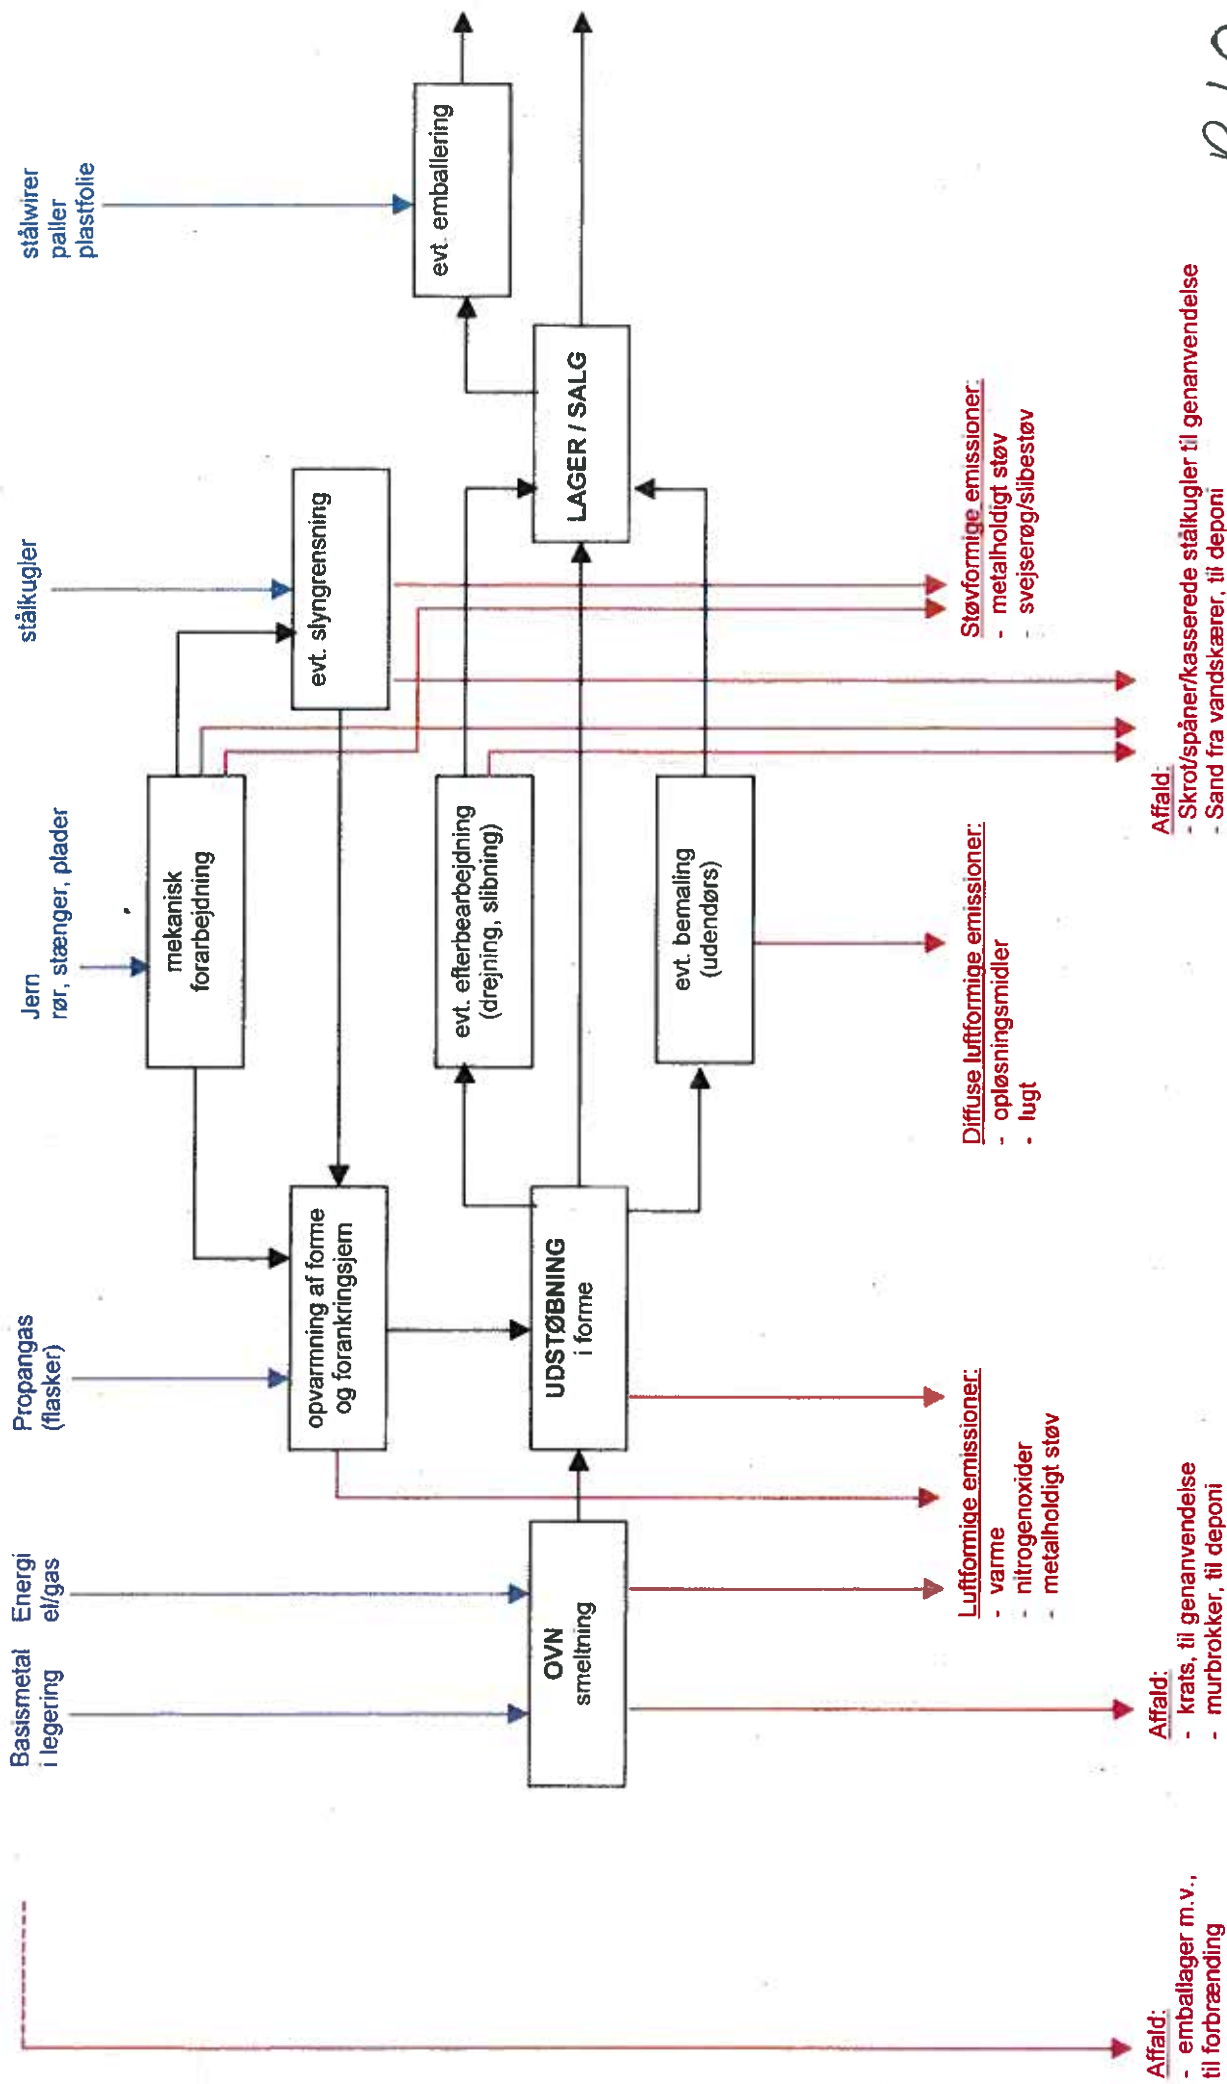 Basismetal
i legering
Energi
el/gas
Propangas
(flasker)
Jern
rør, stænger, plader
stålkugler
stålwirer
paller
plastfolie
mekanisk
forarbejdning
evt. slyngrensning
opvarmning af forme
og forankringsjern
evt. efterbearbejdning
(drejning, slibning)
evt. emballering
OVN
smeltning
UDSTØBNING
i forme
LAGER / SALG
evt. bemaling
(udendørs)
Luftformige emissioner:
- varme
- nitrogenoxider
- metalholdigt støv
Diffuse luftformige emissioner:
- opløsningsmidler
- lugt
Støvformige emissioner:
- metalholdigt støv
- svejserøg/slibestøv
Affald:
- emballager m.v.,
til forbrænding
Affald:
- krats, til genanvendelse
- murbrokker, til deponi
Affald:
- Skrot/spåner/kasserede stålkugler til genanvendelse
- Sand fra vandskærer, til deponi